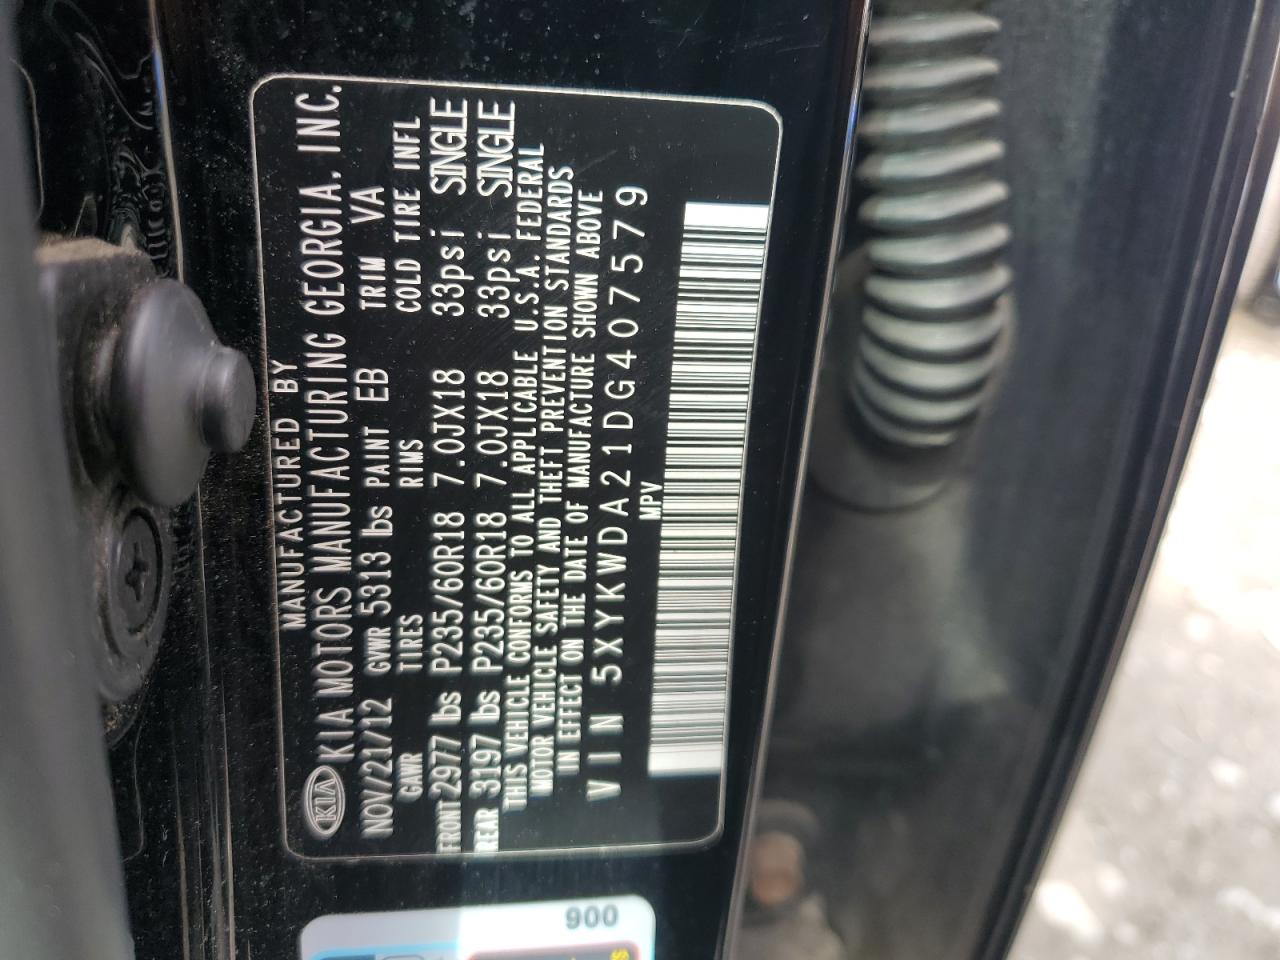 MANUFACTURED BY
KIA KIA MOTORS MANUFACTURING GEORGIA. INC.
NOV/21/12 GVWR 5313 lbs PAINT EB TRIM VA
GAWR TIRES RIMS COLD TIRE INFL
FRONT 2977 lbs P235/60R18 7.0JX18 33psi SINGLE
REAR 3197 lbs P235/60R18 7.0JX18 33psi SINGLE
THIS VEHICLE CONFORMS TO ALL APPLICABLE U.S.A. FEDERAL
MOTOR VEHICLE SAFETY AND THEFT PREVENTION STANDARDS
IN EFFECT ON THE DATE OF MANUFACTURE SHOWN ABOVE
VIN 5XYKWDA21DG407579
MPV
900